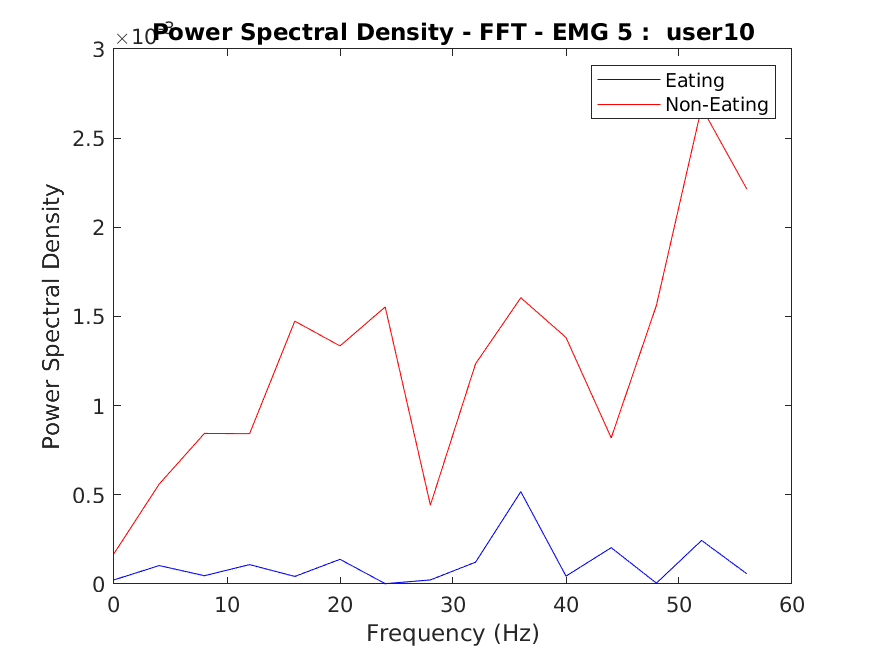 Power Spectral Density - FFT - EMG 5 : user10
×10
3
2.5
2
1.5
1
0.5
0
Power Spectral Density
Eating
Non-Eating
0 10 20 30 40 50 60
Frequency (Hz)